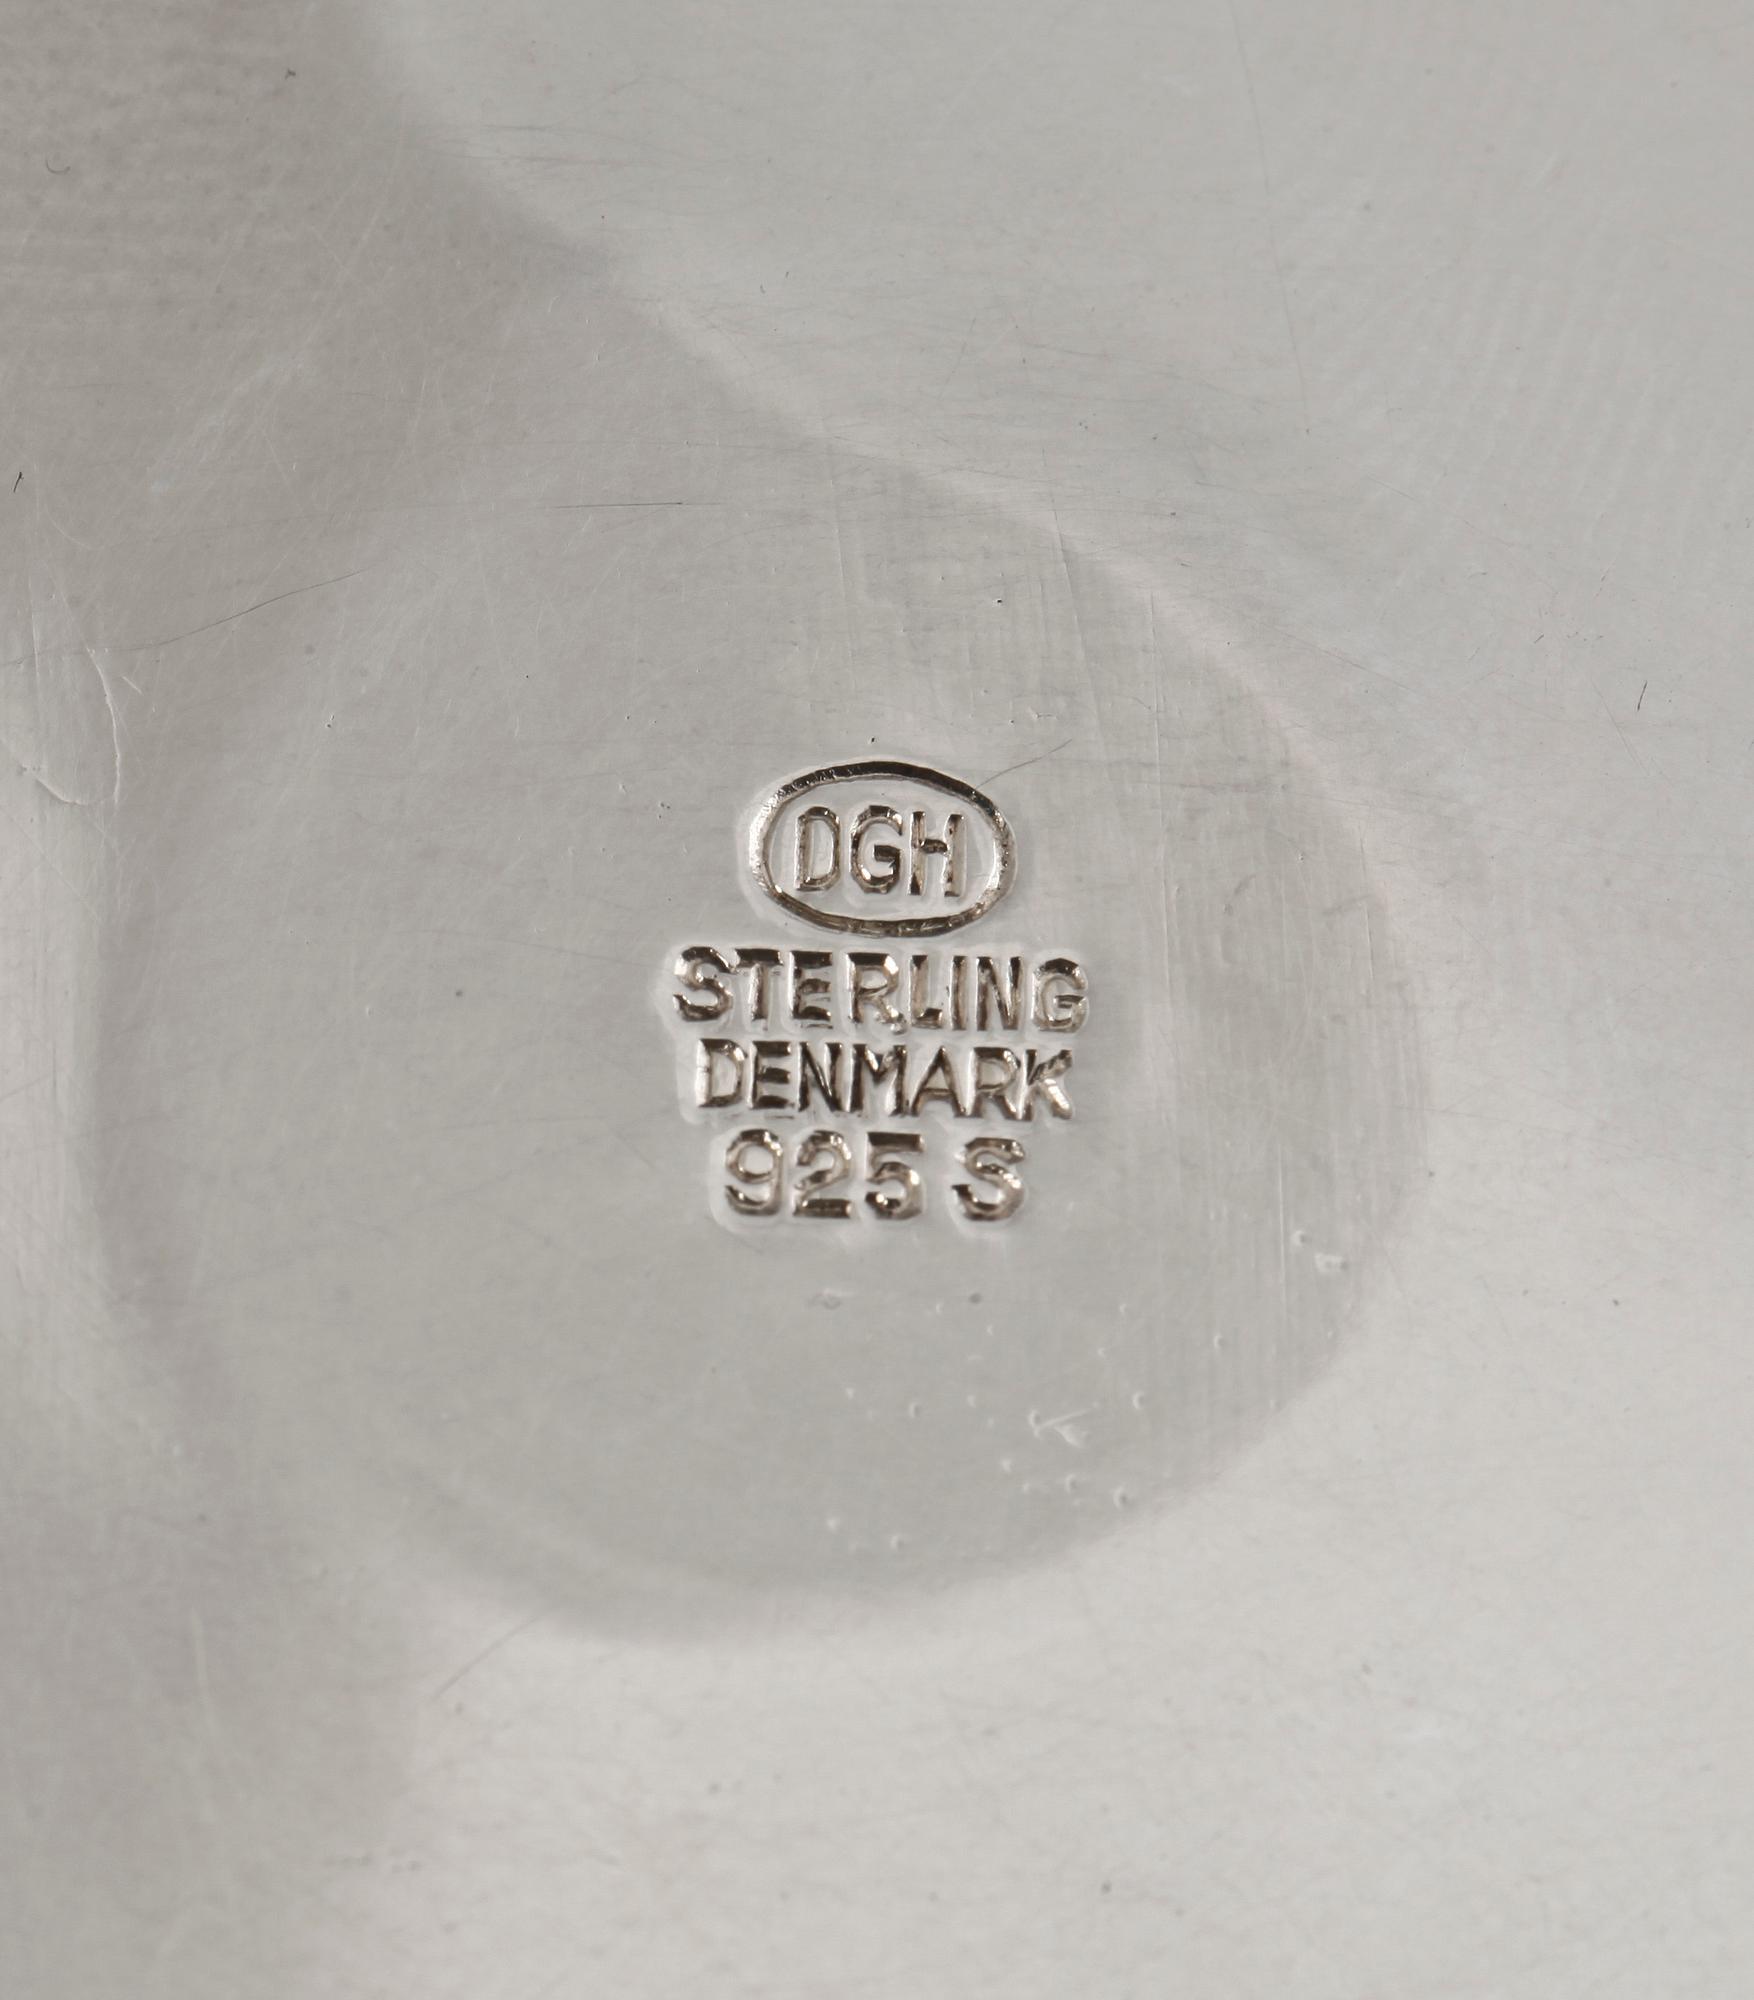 DGH
STERLING
DENMARK
925 S